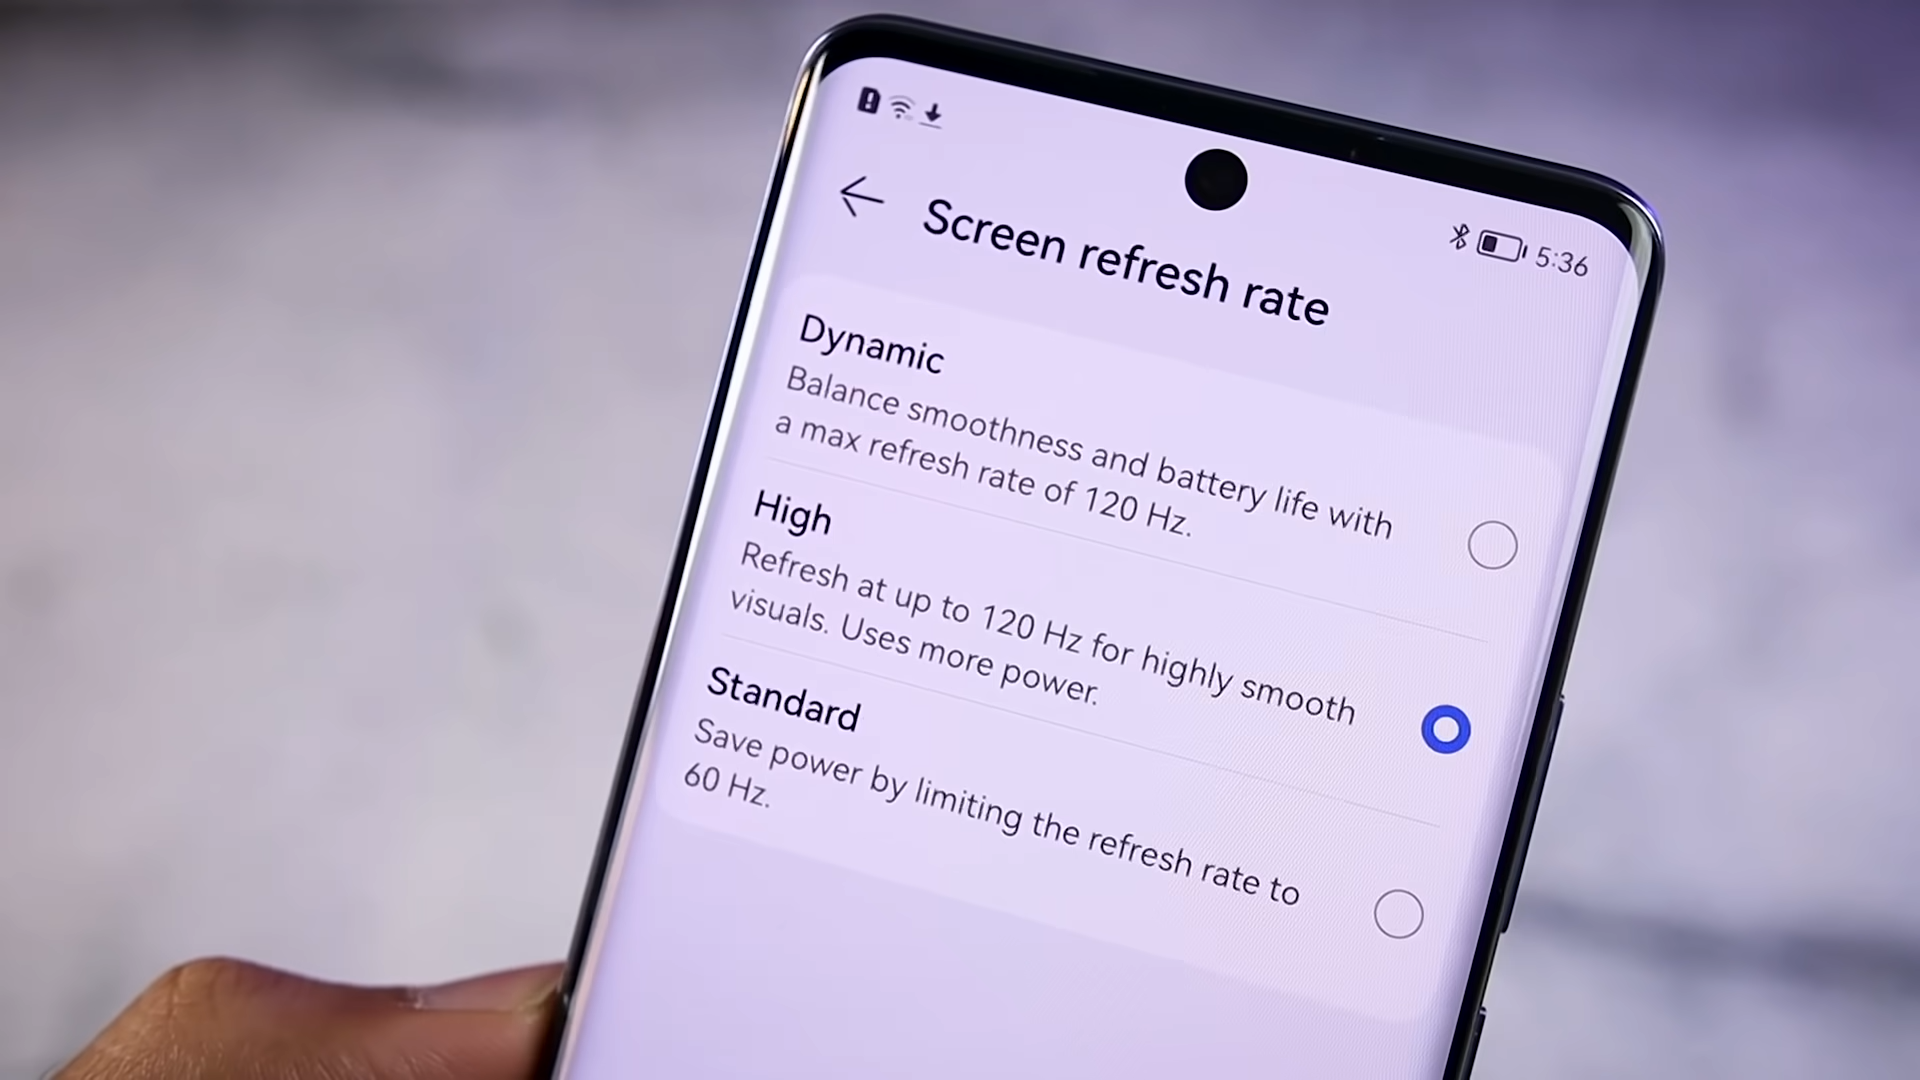 5:36
Screen refresh rate
Dynamic
Balance smoothness and battery life with
a max refresh rate of 120 Hz.
High
Refresh at up to 120 Hz for highly smooth
visuals. Uses more power.
Standard
Save power by limiting the refresh rate to
60 Hz.